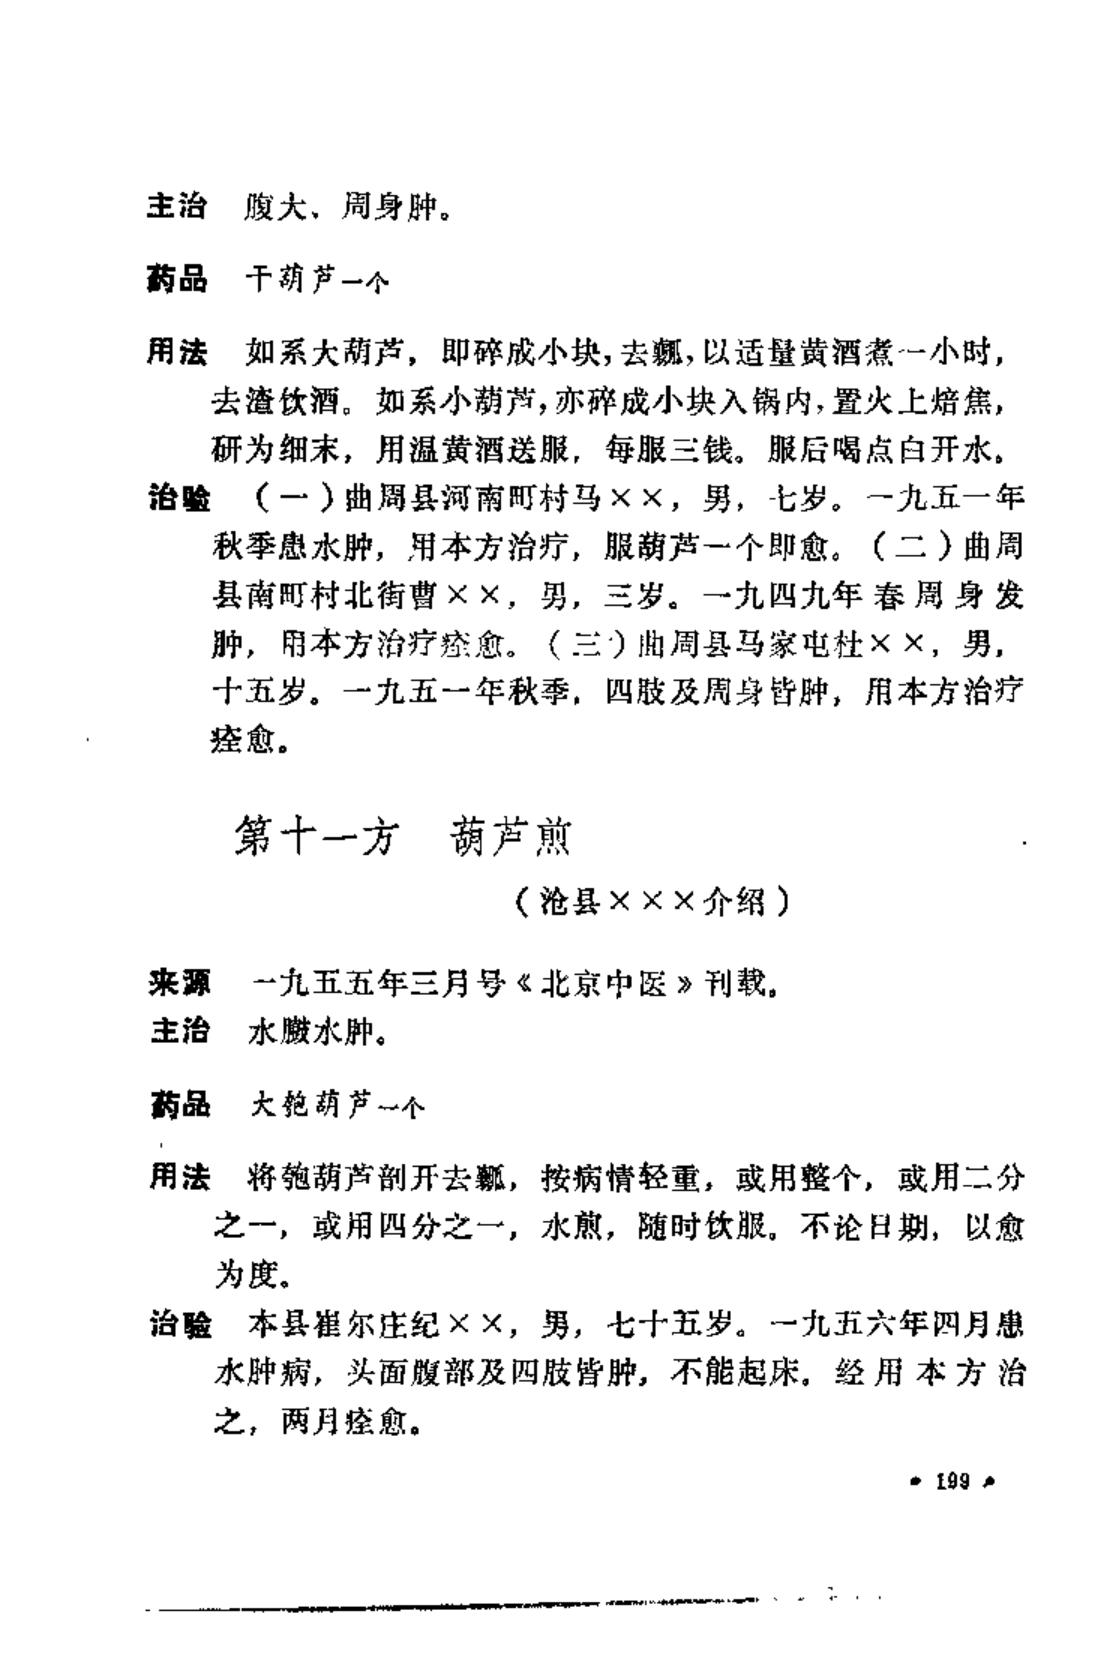 主治 腹大、周身肿。
药品 干葫芦一个
用法 如系大葫芦，即碎成小块，去瓤，以适量黄酒煮一小时，
去渣饮酒。如系小葫芦，亦碎成小块入锅内，置火上焙焦，
研为细末，用温黄酒送服，每服三钱。服后喝点白开水。
治验 （一）曲周县河南町村马××，男，七岁。一九五一年
秋季患水肿，用本方治疗，服葫芦一个即愈。（二）曲周
县南町村北街曹××，男，三岁。一九四九年春周身发
肿，用本方治疗痊愈。（三）曲周县马家屯杜××，男，
十五岁。一九五一年秋季，四肢及周身皆肿，用本方治疗
痊愈。
第十一方 葫芦煎
（沧县×××介绍）
来源 一九五五年三月号《北京中医》刊载。
主治 水臌水肿。
药品 大匏葫芦一个
用法 将匏葫芦剖开去瓤，按病情轻重，或用整个，或用二分
之一，或用四分之一，水煎，随时饮服。不论日期，以愈
为度。
治验 本县崔尔庄纪××，男，七十五岁。一九五六年四月患
水肿病，头面腹部及四肢皆肿，不能起床。经用本方治
之，两月痊愈。
• 199 •